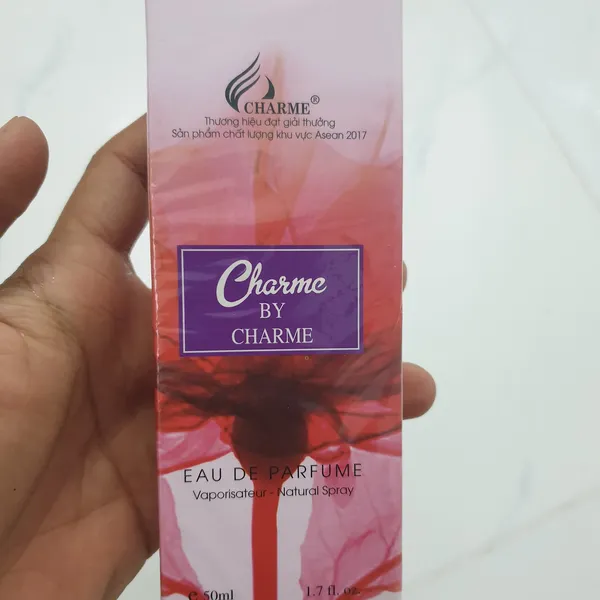 CHARME®
Thương hiệu đạt giải thưởng
Sản phẩm chất lượng khu vực Asean 2017
Charme
BY
CHARME
EAU DE PARFUME
Vaporisateur - Natural Spray
e 50ml 1.7 fl. oz.